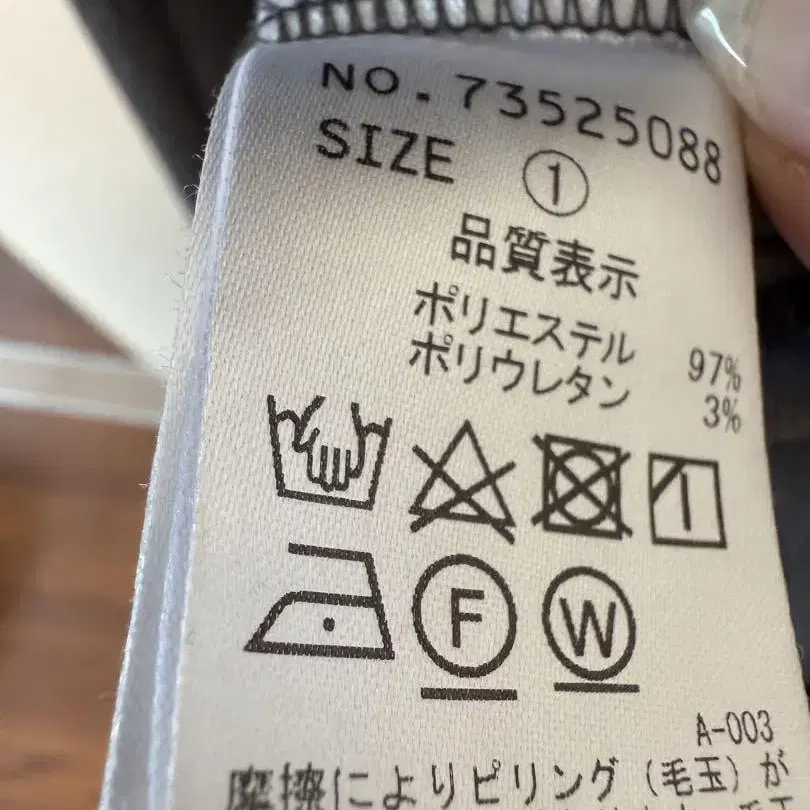 NO. 73525088
SIZE ①
品質表示
ポリエステル 97%
ポリウレタン 3%
F W
A-003
摩擦によりピリング(毛玉)が